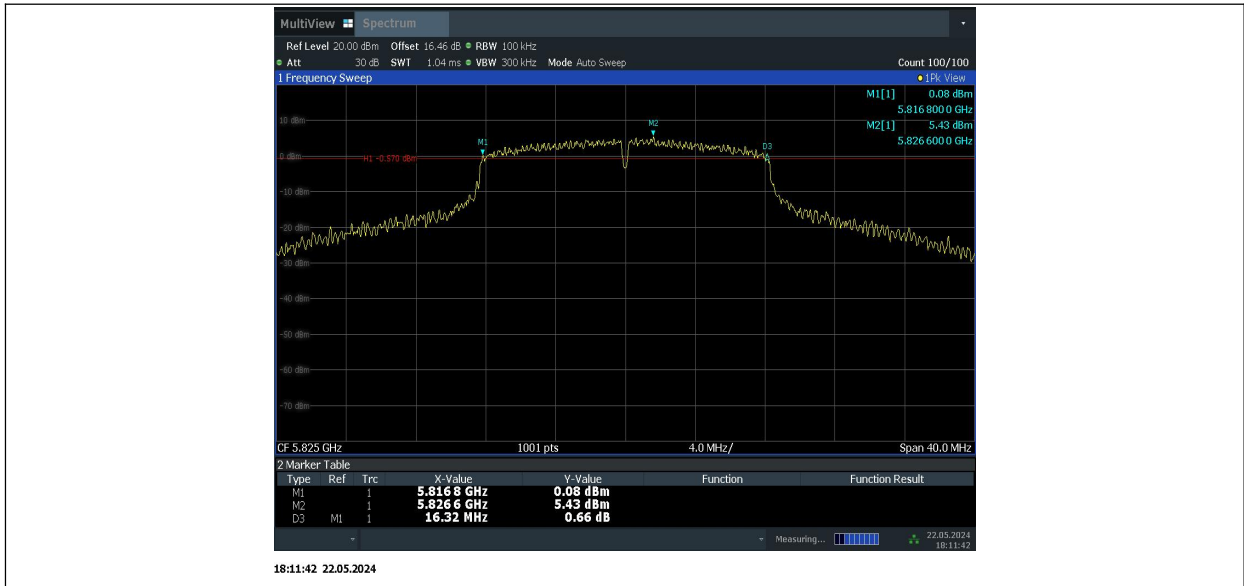 MultiView Spectrum
Ref Level 20.00 dBm Offset 16.46 dB RBW 100 kHz
Att 30 dB SWT 1.04 ms VBW 300 kHz Mode Auto Sweep Count 100/100
1 Frequency Sweep 1Pk View
M1[1] 0.08 dBm
5.816 800 0 GHz
M2[1] 5.43 dBm
5.826 600 0 GHz
10 dBm
M2
M1
D3
0 dBm
H1 -0.570 dBm
-10 dBm
-20 dBm
-30 dBm
-40 dBm
-50 dBm
-60 dBm
-70 dBm
CF 5.825 GHz 1001 pts 4.0 MHz/ Span 40.0 MHz
2 Marker Table
Type Ref Trc X-Value Y-Value Function Function Result
M1 1 5.816 8 GHz 0.08 dBm
M2 1 5.826 6 GHz 5.43 dBm
D3 M1 1 16.32 MHz 0.66 dB
Measuring... 22.05.2024
18:11:42
18:11:42 22.05.2024